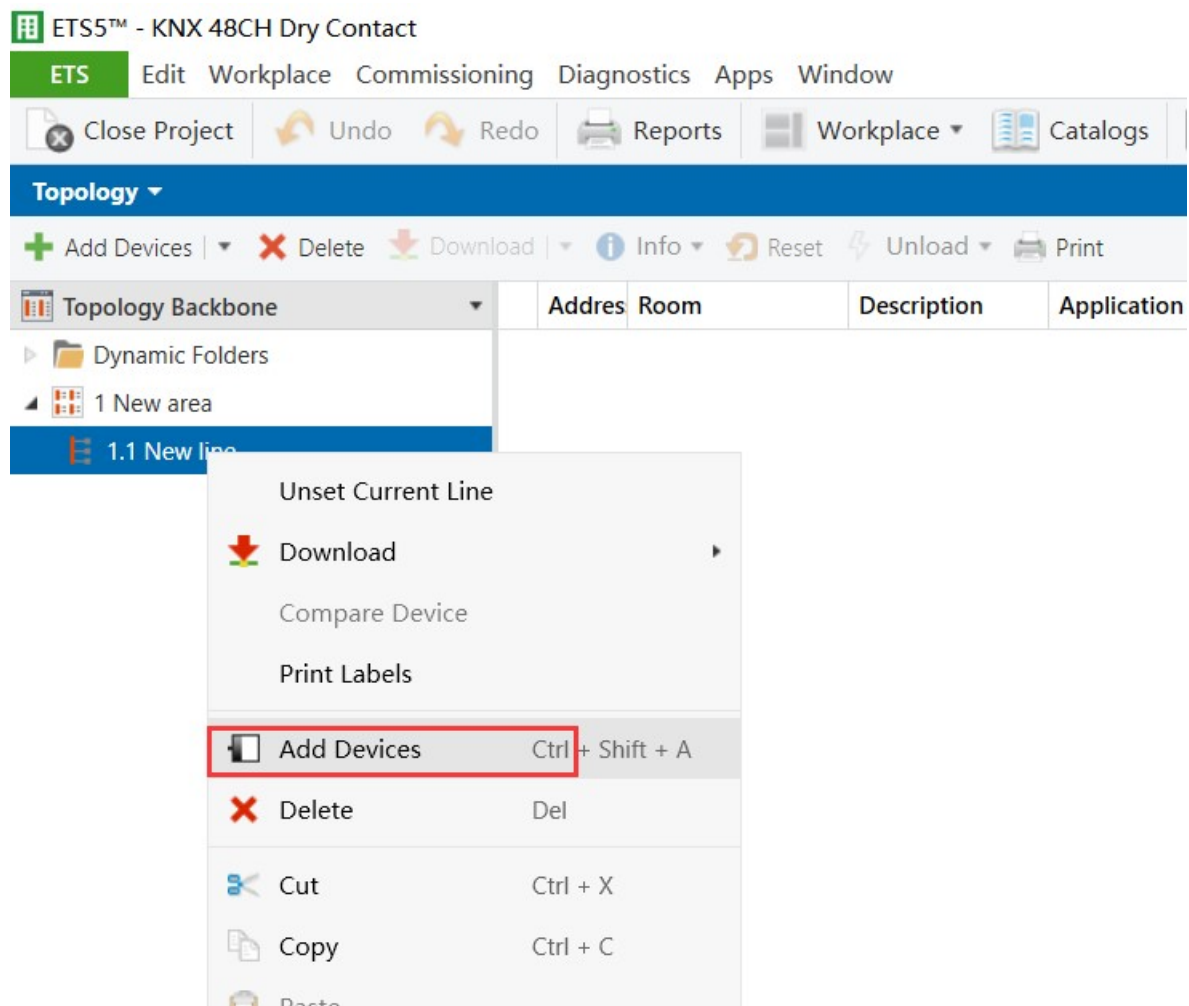 ETS5™ - KNX 48CH Dry Contact
ETS Edit Workplace Commissioning Diagnostics Apps Window
Close Project Undo Redo Reports Workplace Catalogs
Topology
Add Devices Delete Download Info Reset Unload Print
Topology Backbone Addres Room Description Application
Dynamic Folders
1 New area
1.1 New line
Unset Current Line
Download
Compare Device
Print Labels
Add Devices Ctrl + Shift + A
Delete Del
Cut Ctrl + X
Copy Ctrl + C
Paste